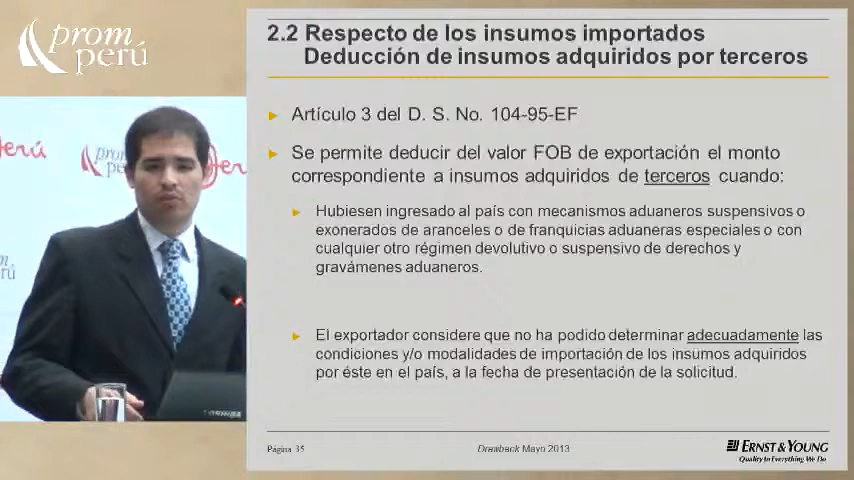 prom
perú
2.2 Respecto de los insumos importados
Deducción de insumos adquiridos por terceros
Artículo 3 del D. S. No. 104-95-EF
Se permite deducir del valor FOB de exportación el monto
correspondiente a insumos adquiridos de terceros cuando:
Hubiesen ingresado al país con mecanismos aduaneros suspensivos o
exonerados de aranceles o de franquicias aduaneras especiales o con
cualquier otro régimen devolutivo o suspensivo de derechos y
gravámenes aduaneros.
El exportador considere que no ha podido determinar adecuadamente las
condiciones y/o modalidades de importación de los insumos adquiridos
por éste en el país, a la fecha de presentación de la solicitud.
Página 35
Drawback Mayo 2013
ERNST & YOUNG
Quality In Everything We Do